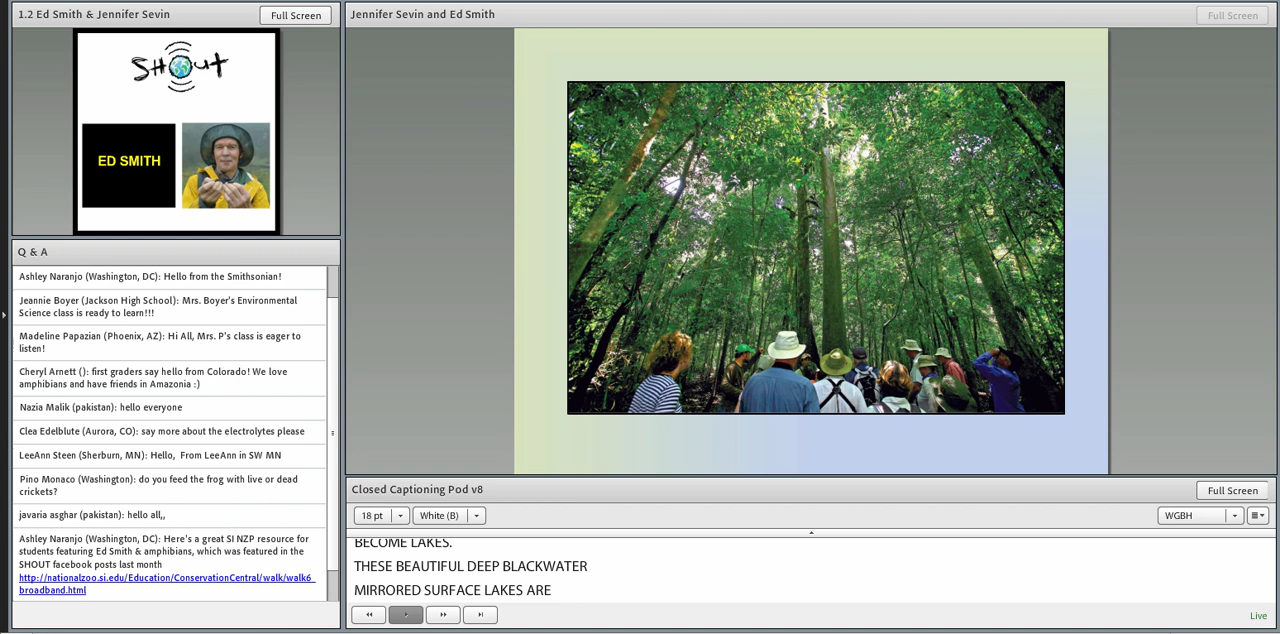 1.2 Ed Smith & Jennifer Sevin
Full Screen
SHOut
ED SMITH
Q & A
Ashley Naranjo (Washington, DC): Hello from the Smithsonian!
Jeannie Boyer (Jackson High School): Mrs. Boyer's Environmental
Science class is ready to learn!!!
Madeline Papazian (Phoenix, AZ): Hi All, Mrs. P's class is eager to
listen!
Cheryl Arnett (): first graders say hello from Colorado! We love
amphibians and have friends in Amazonia :)
Nazia Malik (pakistan): hello everyone
Clea Edelblute (Aurora, CO): say more about the electrolytes please
LeeAnn Steen (Sherburn, MN): Hello, From LeeAnn in SW MN
Pino Monaco (Washington): do you feed the frog with live or dead
crickets?
javaria asghar (pakistan): hello all,,
Ashley Naranjo (Washington, DC): Here's a great SI NZP resource for
students featuring Ed Smith & amphibians, which was featured in the
SHOUT facebook posts last month
http://nationalzoo.si.edu/Education/ConservationCentral/walk/walk6_
broadband.html
Jennifer Sevin and Ed Smith
Full Screen
Closed Captioning Pod v8
Full Screen
18 pt
White (B)
WGBH
BECOME LAKES.
THESE BEAUTIFUL DEEP BLACKWATER
MIRRORED SURFACE LAKES ARE
Live